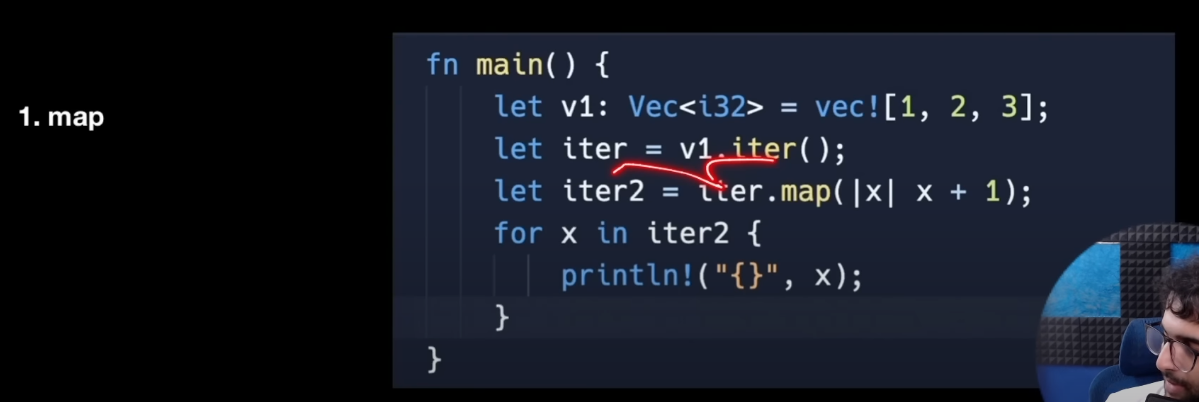 1. map
fn main() {
    let v1: Vec<i32> = vec![1, 2, 3];
    let iter = v1.iter();
    let iter2 = iter.map(|x| x + 1);
    for x in iter2 {
        println!("{}", x);
    }
}